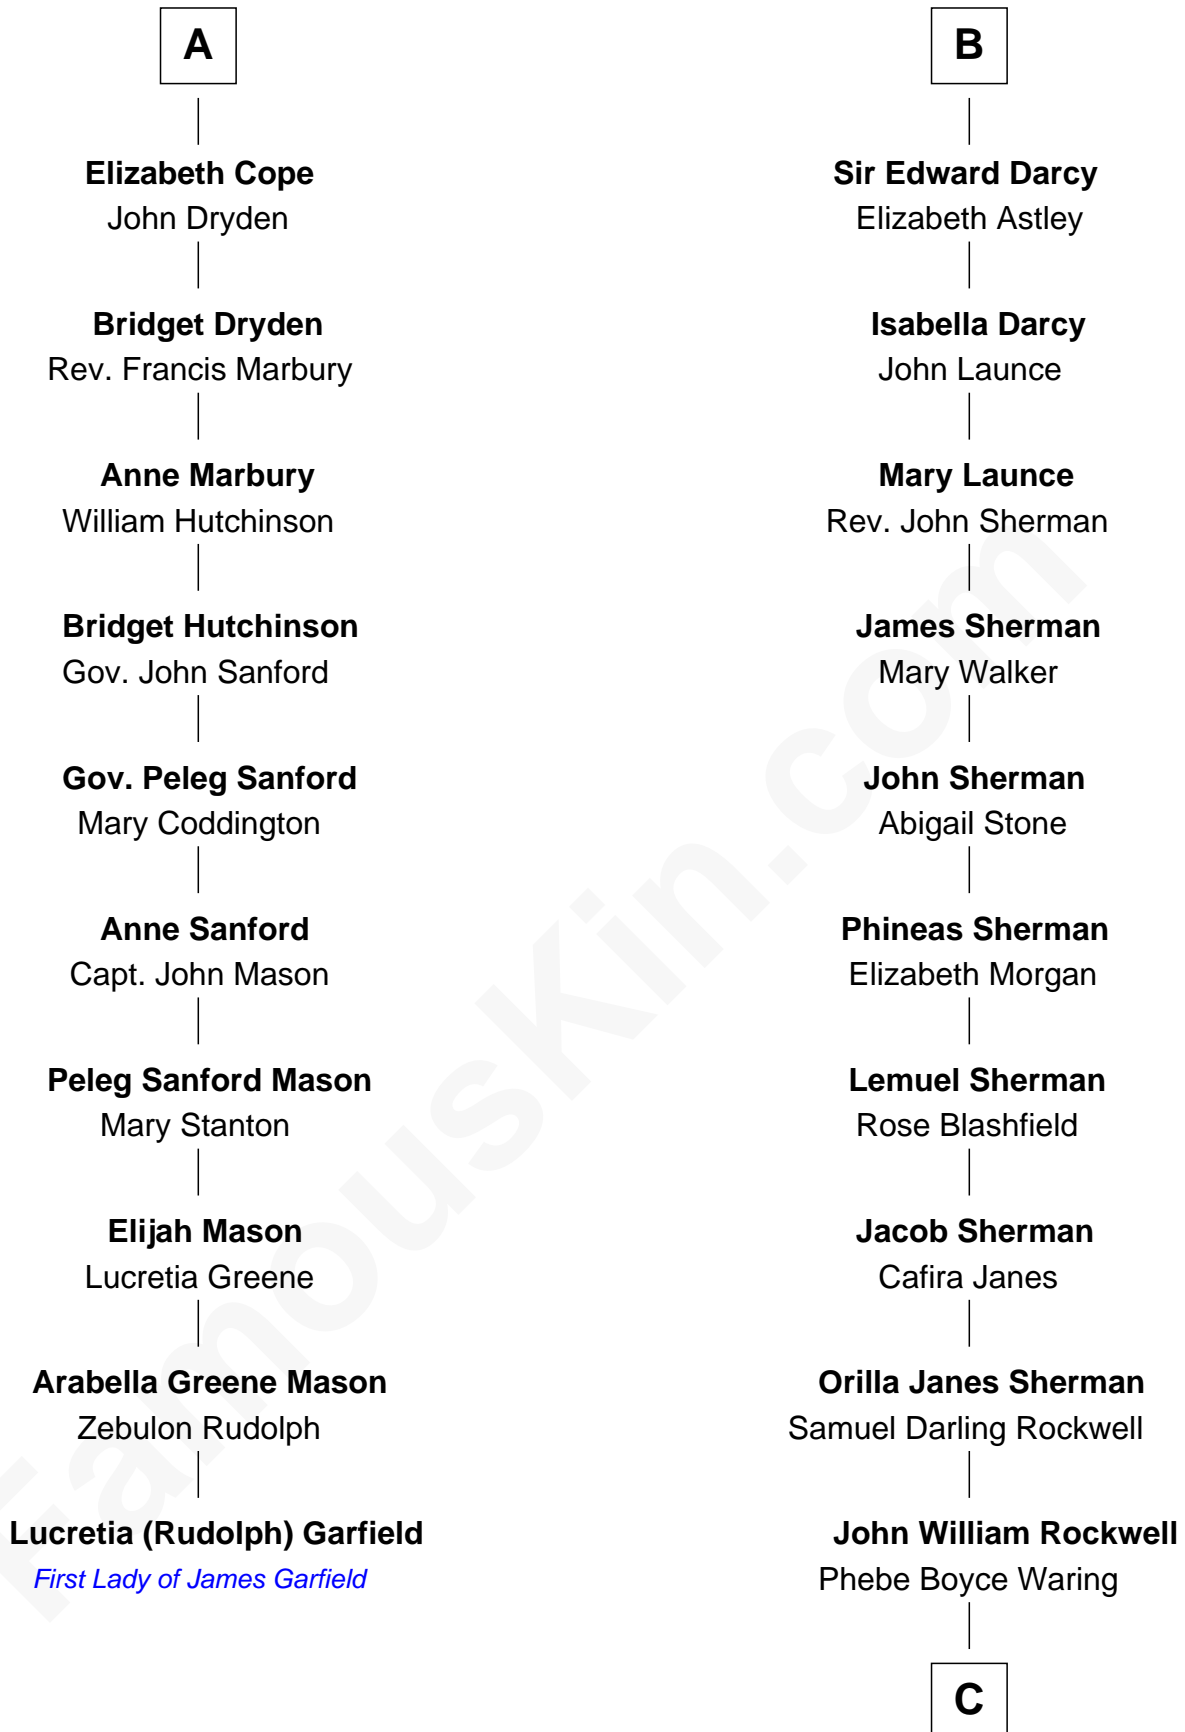 A
Elizabeth Cope
John Dryden
Bridget Dryden
Rev. Francis Marbury
Anne Marbury
William Hutchinson
Bridget Hutchinson
Gov. John Sanford
Gov. Peleg Sanford
Mary Coddington
Anne Sanford
Capt. John Mason
Peleg Sanford Mason
Mary Stanton
Elijah Mason
Lucretia Greene
Arabella Greene Mason
Zebulon Rudolph
Lucretia (Rudolph) Garfield
First Lady of James Garfield
B
Sir Edward Darcy
Elizabeth Astley
Isabella Darcy
John Launce
Mary Launce
Rev. John Sherman
James Sherman
Mary Walker
John Sherman
Abigail Stone
Phineas Sherman
Elizabeth Morgan
Lemuel Sherman
Rose Blashfield
Jacob Sherman
Cafira Janes
Orilla Janes Sherman
Samuel Darling Rockwell
John William Rockwell
Phebe Boyce Waring
C
FamousKin.com